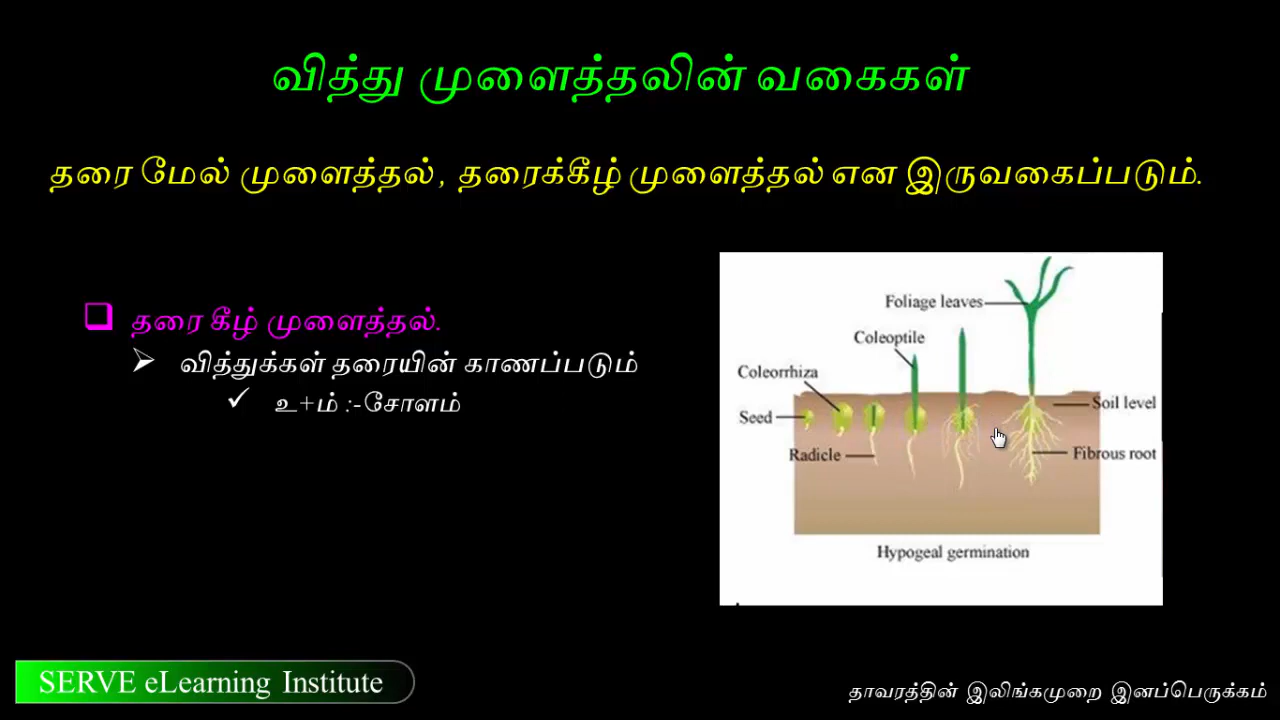 வித்து முளைத்தலின் வகைகள்
தரை மேல் முளைத்தல், தரைக்கீழ் முளைத்தல் என இருவகைப்படும்.
தரை கீழ் முளைத்தல்.
வித்துக்கள் தரையின் காணப்படும்
உ+ம் :-சோளம்
Foliage leaves
Coleoptile
Coleorrhiza
Soil level
Seed
Radicle
Fibrous root
Hypogeal germination
SERVE eLearning Institute
தாவரத்தின் இலிங்கமுறை இனப்பெருக்கம்